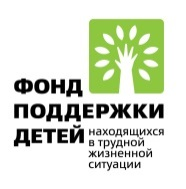 ФОНД
ПОДДЕРЖКИ
ДЕТЕЙ
находящихся
в трудной
жизненной
ситуации